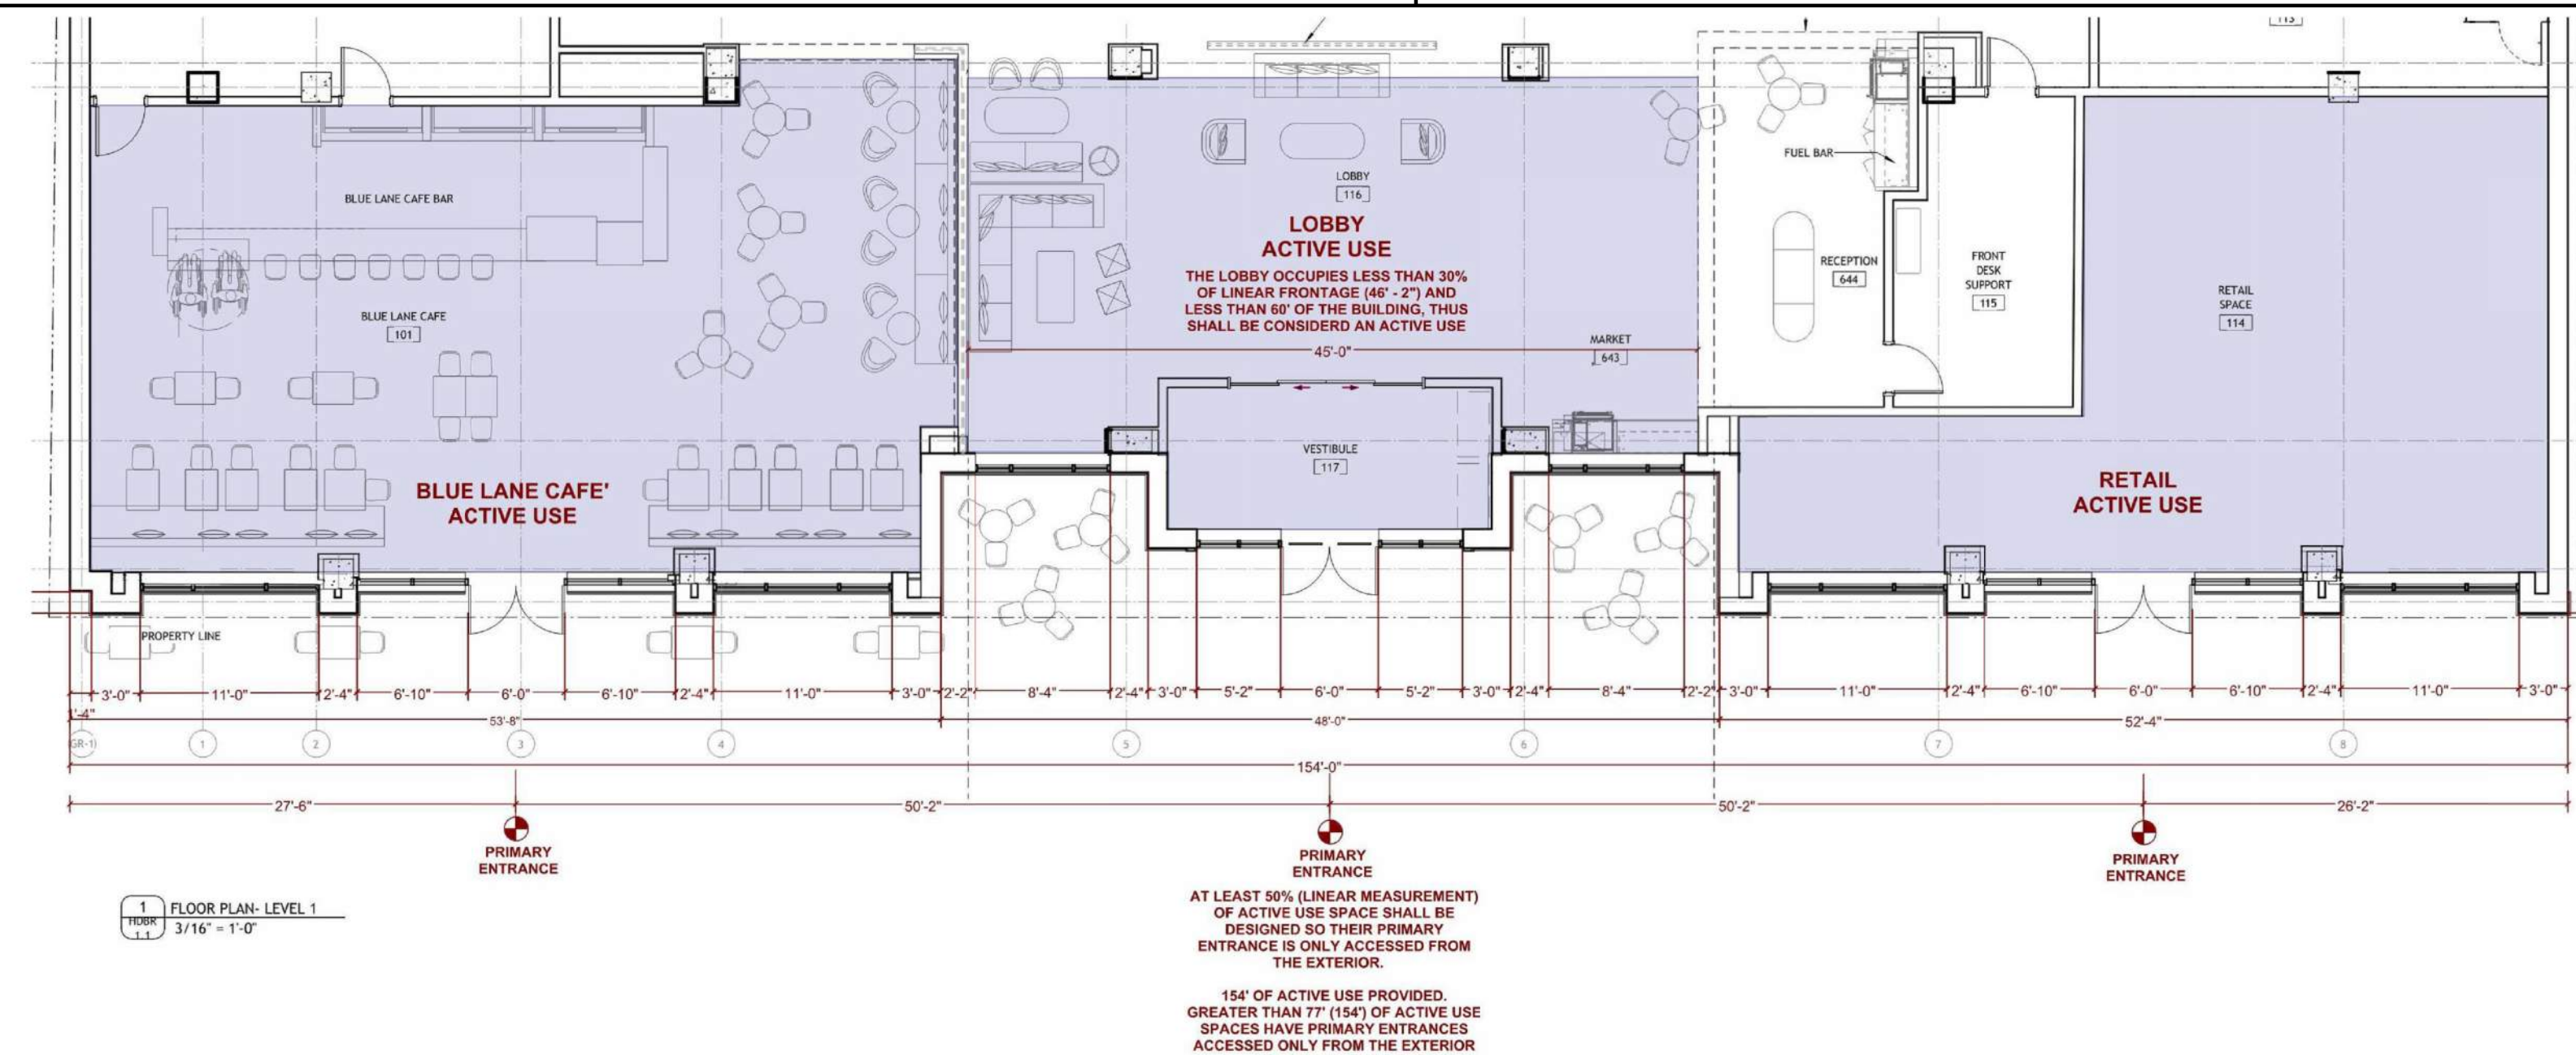 113
BLUE LANE CAFE BAR
BLUE LANE CAFE
101
BLUE LANE CAFE'
ACTIVE USE
LOBBY
116
LOBBY
ACTIVE USE
THE LOBBY OCCUPIES LESS THAN 30%
OF LINEAR FRONTAGE (46' - 2") AND
LESS THAN 60' OF THE BUILDING, THUS
SHALL BE CONSIDERD AN ACTIVE USE
45'-0"
MARKET
643
VESTIBULE
117
FUEL BAR
RECEPTION
644
FRONT
DESK
SUPPORT
115
RETAIL
SPACE
114
RETAIL
ACTIVE USE
PROPERTY LINE
3'-0" 11'-0" 2'-4" 6'-10" 6'-0" 6'-10" 2'-4" 11'-0" 3'-0" 2'-2" 8'-4" 2'-4" 3'-0" 5'-2" 6'-0" 5'-2" 3'-0" 2'-4" 8'-4" 2'-2" 3'-0" 11'-0" 2'-4" 6'-10" 6'-0" 6'-10" 2'-4" 11'-0" 3'-0"
1'-4"
53'-8" 48'-0" 52'-4"
GR-1 1 2 3 4 5 6 7 8
154'-0"
27'-6" 50'-2" 50'-2" 26'-2"
PRIMARY
ENTRANCE
PRIMARY
ENTRANCE
PRIMARY
ENTRANCE
AT LEAST 50% (LINEAR MEASUREMENT)
OF ACTIVE USE SPACE SHALL BE
DESIGNED SO THEIR PRIMARY
ENTRANCE IS ONLY ACCESSED FROM
THE EXTERIOR.
154' OF ACTIVE USE PROVIDED.
GREATER THAN 77' (154') OF ACTIVE USE
SPACES HAVE PRIMARY ENTRANCES
ACCESSED ONLY FROM THE EXTERIOR
1 FLOOR PLAN- LEVEL 1
HDBR
1.1 3/16" = 1'-0"